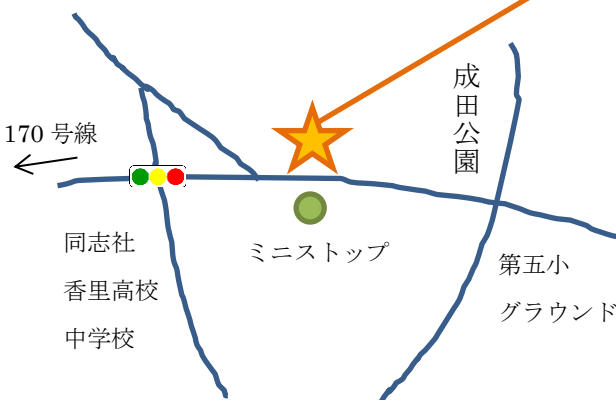 成田公園
170 号線
同志社
香里高校
中学校
ミニストップ
第五小
グラウンド